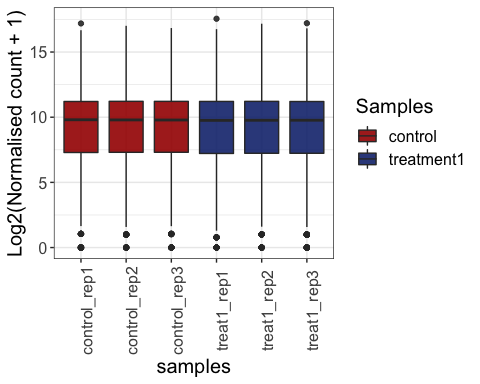 Log2(Normalised count + 1)
15
10
5
0
control_rep1
control_rep2
control_rep3
treat1_rep1
treat1_rep2
treat1_rep3
samples
Samples
control
treatment1